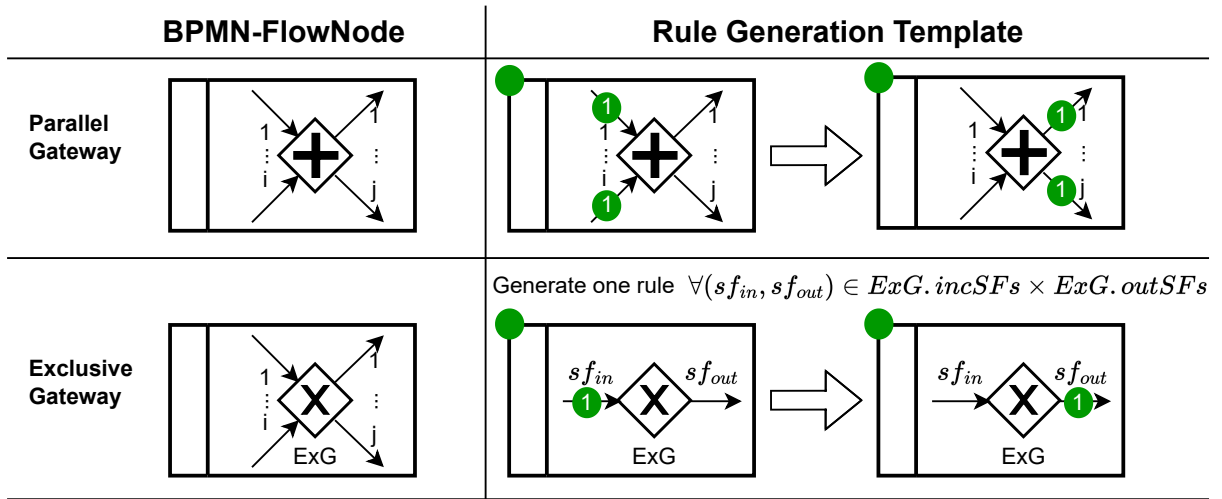 BPMN-FlowNode
Rule Generation Template
Parallel
Gateway
1
⋮
i
1
⋮
j
1
1
⋮
i
1
1
⋮
j
1
⋮
i
1
1
⋮
1
j
Generate one rule ∀(sf_in, sf_out) ∈ ExG.incSFs × ExG.outSFs
Exclusive
Gateway
1
⋮
i
X
1
⋮
j
ExG
sf_in
1
X
sf_out
ExG
sf_in
X
sf_out
1
ExG